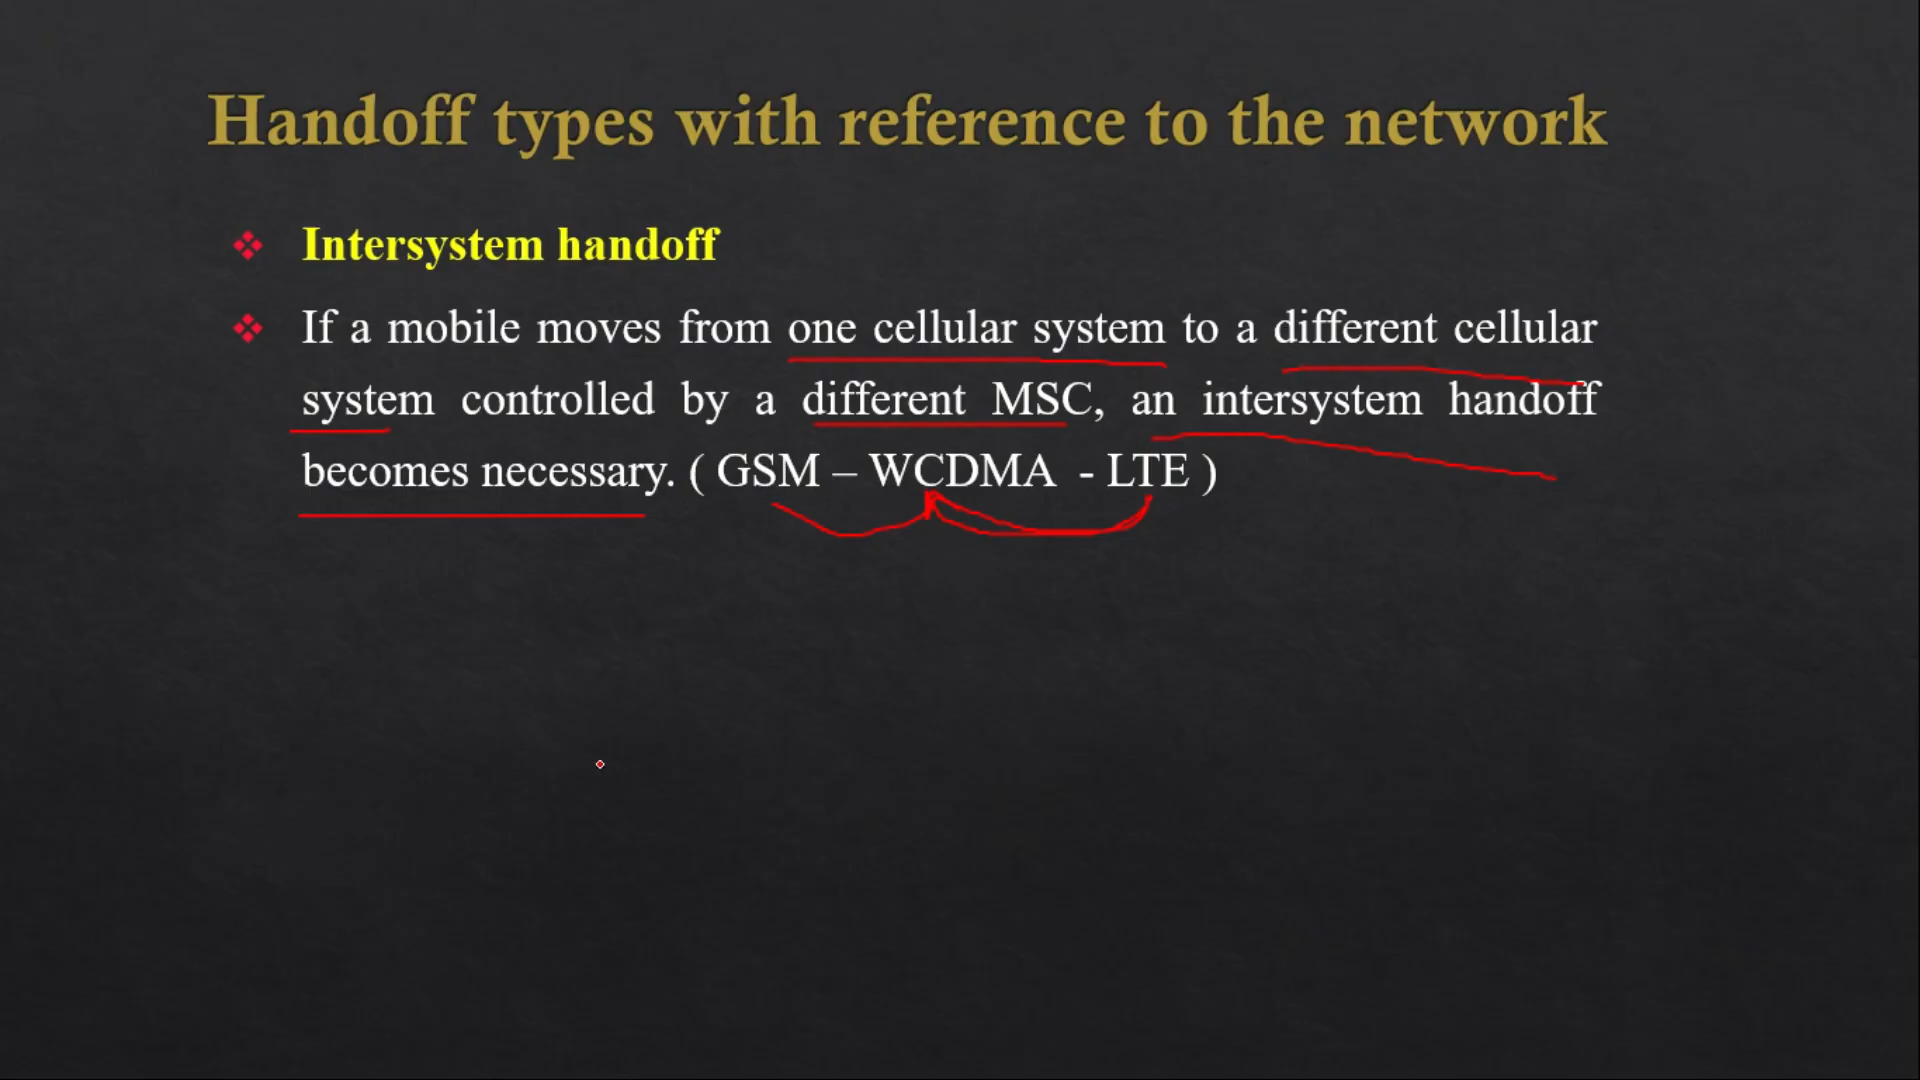 Handoff types with reference to the network
Intersystem handoff
If a mobile moves from one cellular system to a different cellular
system controlled by a different MSC, an intersystem handoff
becomes necessary. ( GSM – WCDMA - LTE )